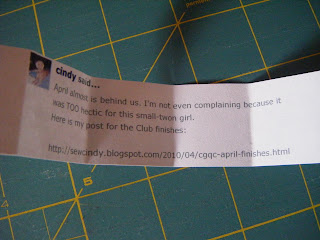 cindy said...
April almost is behind us. I'm not even complaining because it
was TOO hectic for this small-twon girl.
Here is my post for the Club finishes:
http://sewcindy.blogspot.com/2010/04/cgqc-april-finishes.html